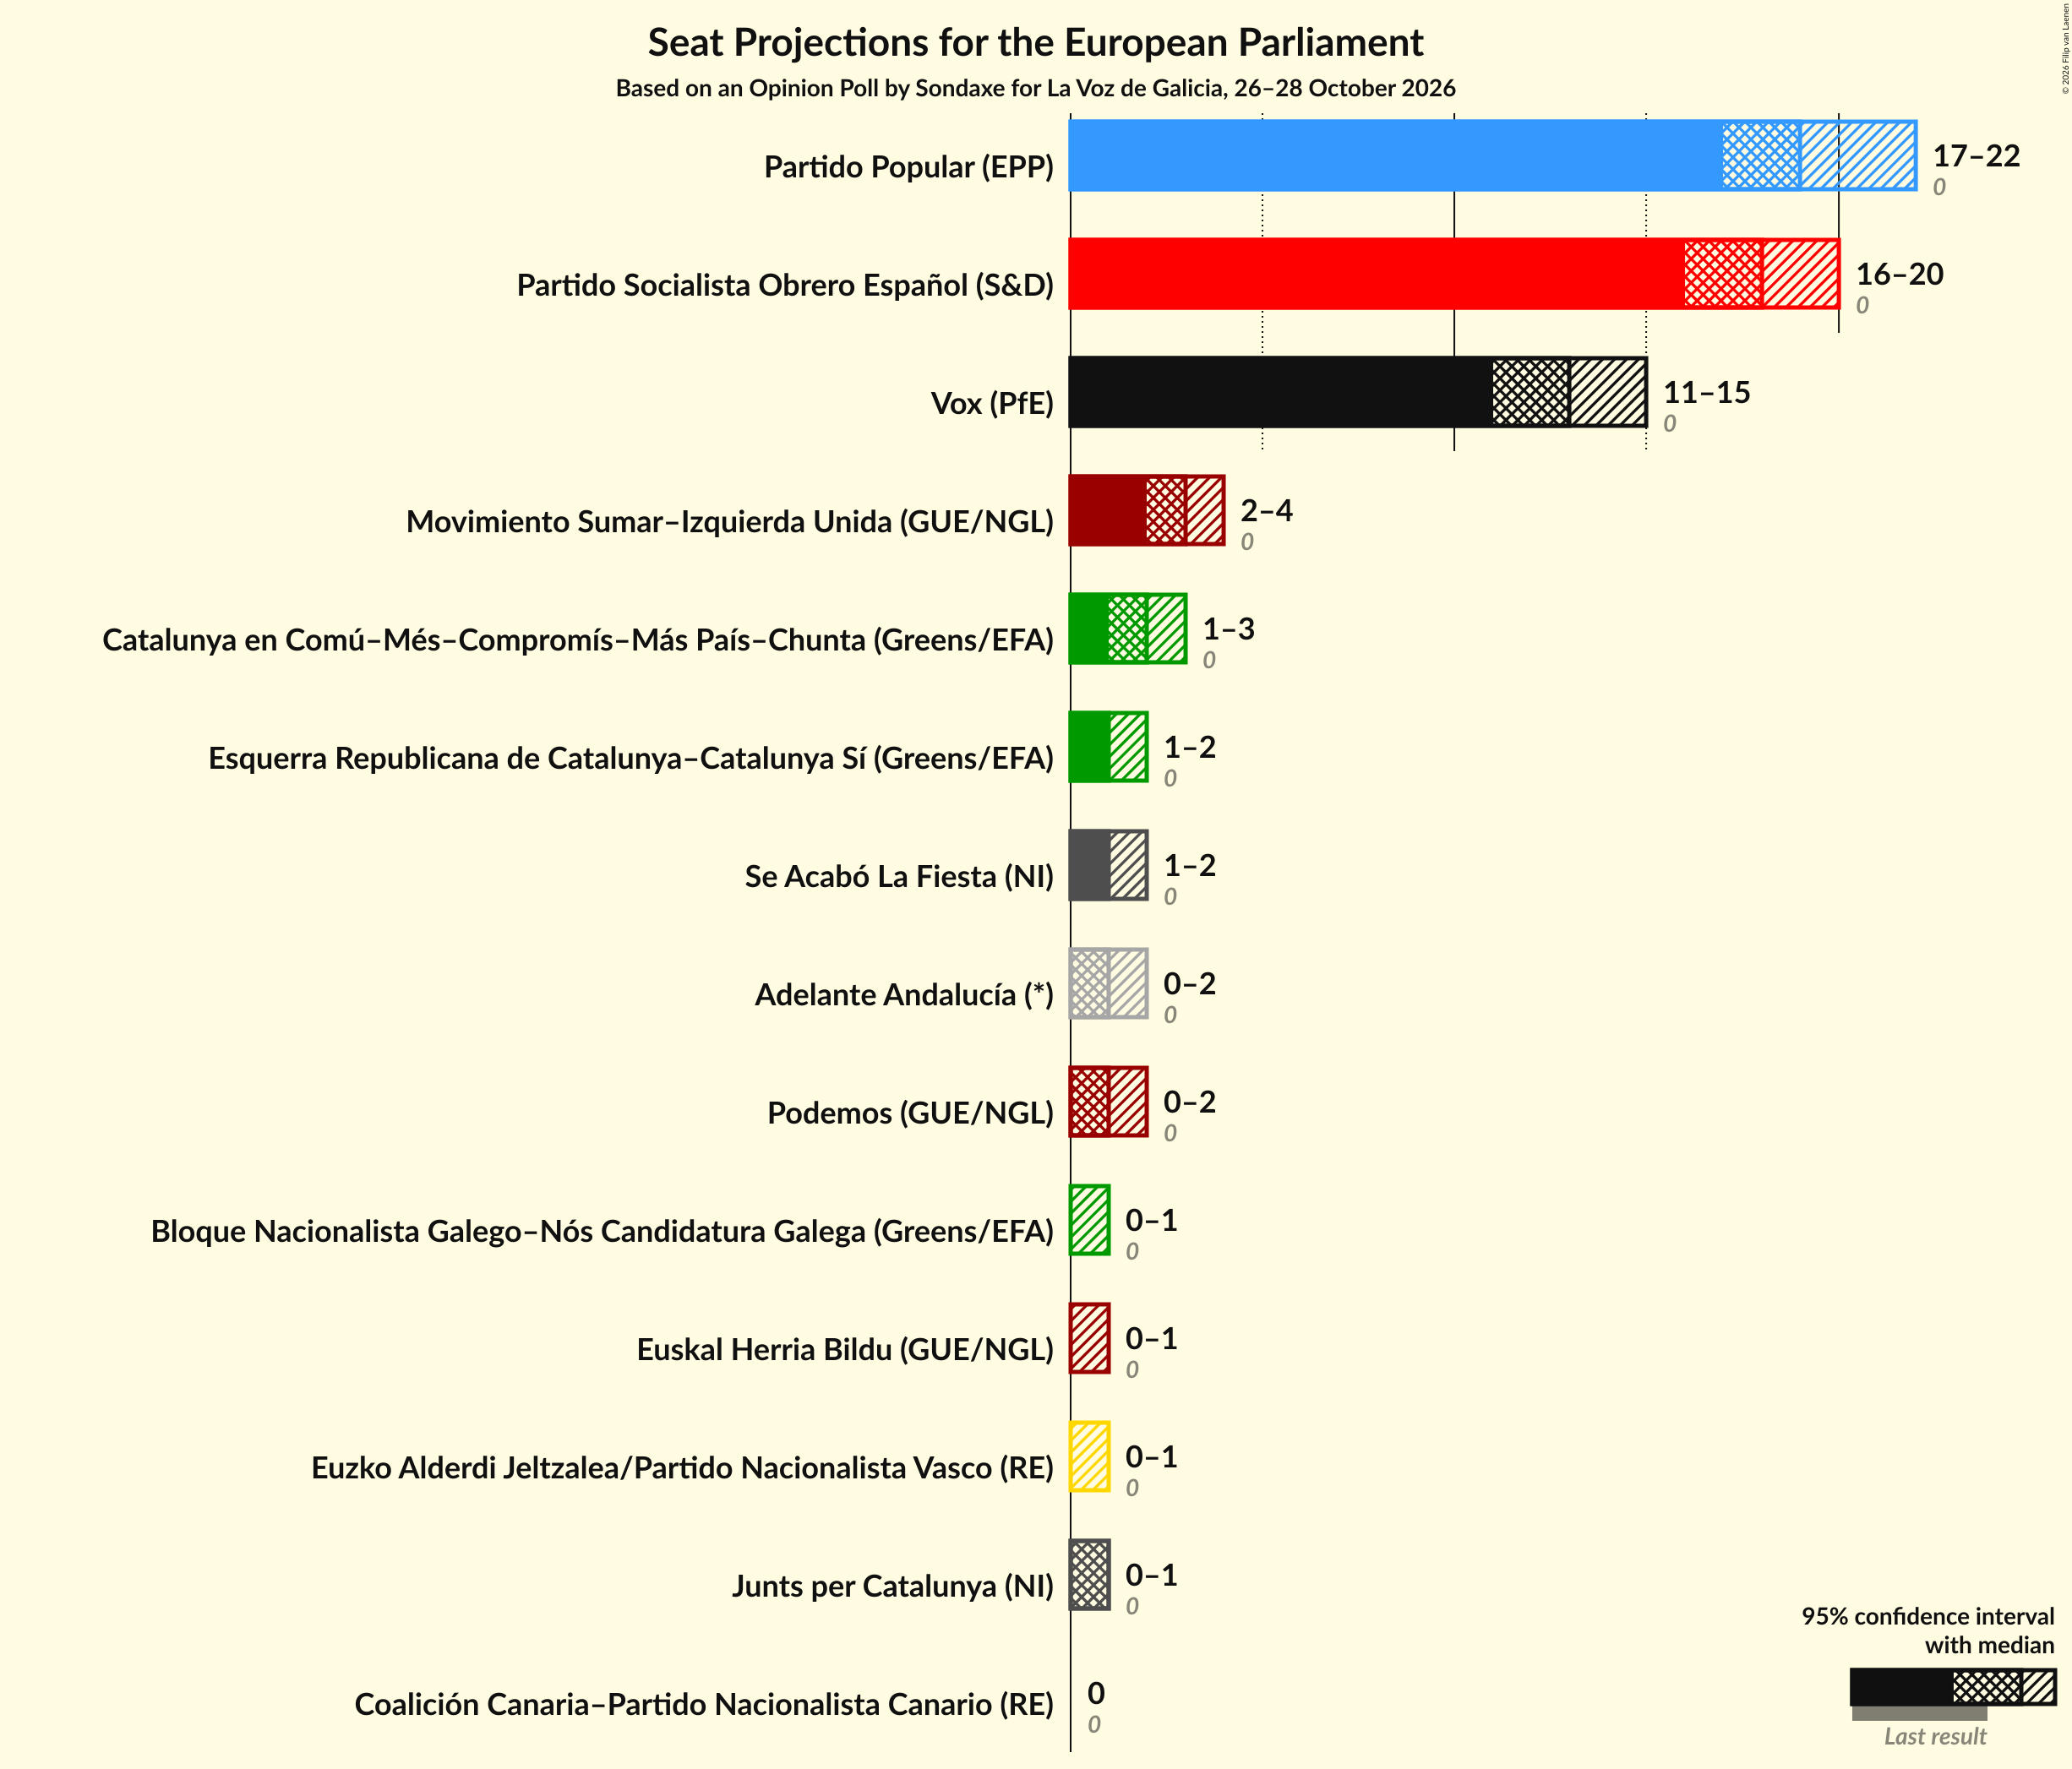 Seat Projections for the European Parliament
Based on an Opinion Poll by Sondaxe for La Voz de Galicia, 26–28 October 2026
© 2026 Filip van Laenen
Partido Popular (EPP)
17–22
0
Partido Socialista Obrero Español (S&D)
16–20
0
Vox (PfE)
11–15
0
Movimiento Sumar–Izquierda Unida (GUE/NGL)
2–4
0
Catalunya en Comú–Més–Compromís–Más País–Chunta (Greens/EFA)
1–3
0
Esquerra Republicana de Catalunya–Catalunya Sí (Greens/EFA)
1–2
0
Se Acabó La Fiesta (NI)
1–2
0
Adelante Andalucía (*)
0–2
0
Podemos (GUE/NGL)
0–2
0
Bloque Nacionalista Galego–Nós Candidatura Galega (Greens/EFA)
0–1
0
Euskal Herria Bildu (GUE/NGL)
0–1
0
Euzko Alderdi Jeltzalea/Partido Nacionalista Vasco (RE)
0–1
0
Junts per Catalunya (NI)
0–1
0
Coalición Canaria–Partido Nacionalista Canario (RE)
0
0
95% confidence interval
with median
Last result